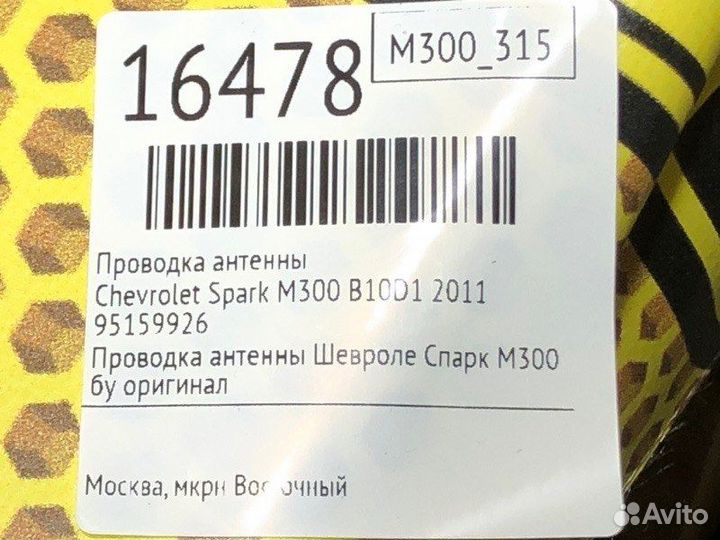 16478
M300_315
Проводка антенны
Chevrolet Spark M300 B10D1 2011
95159926
Проводка антенны Шевроле Спарк М300
бу оригинал
Москва, мкрн Восточный
Avito